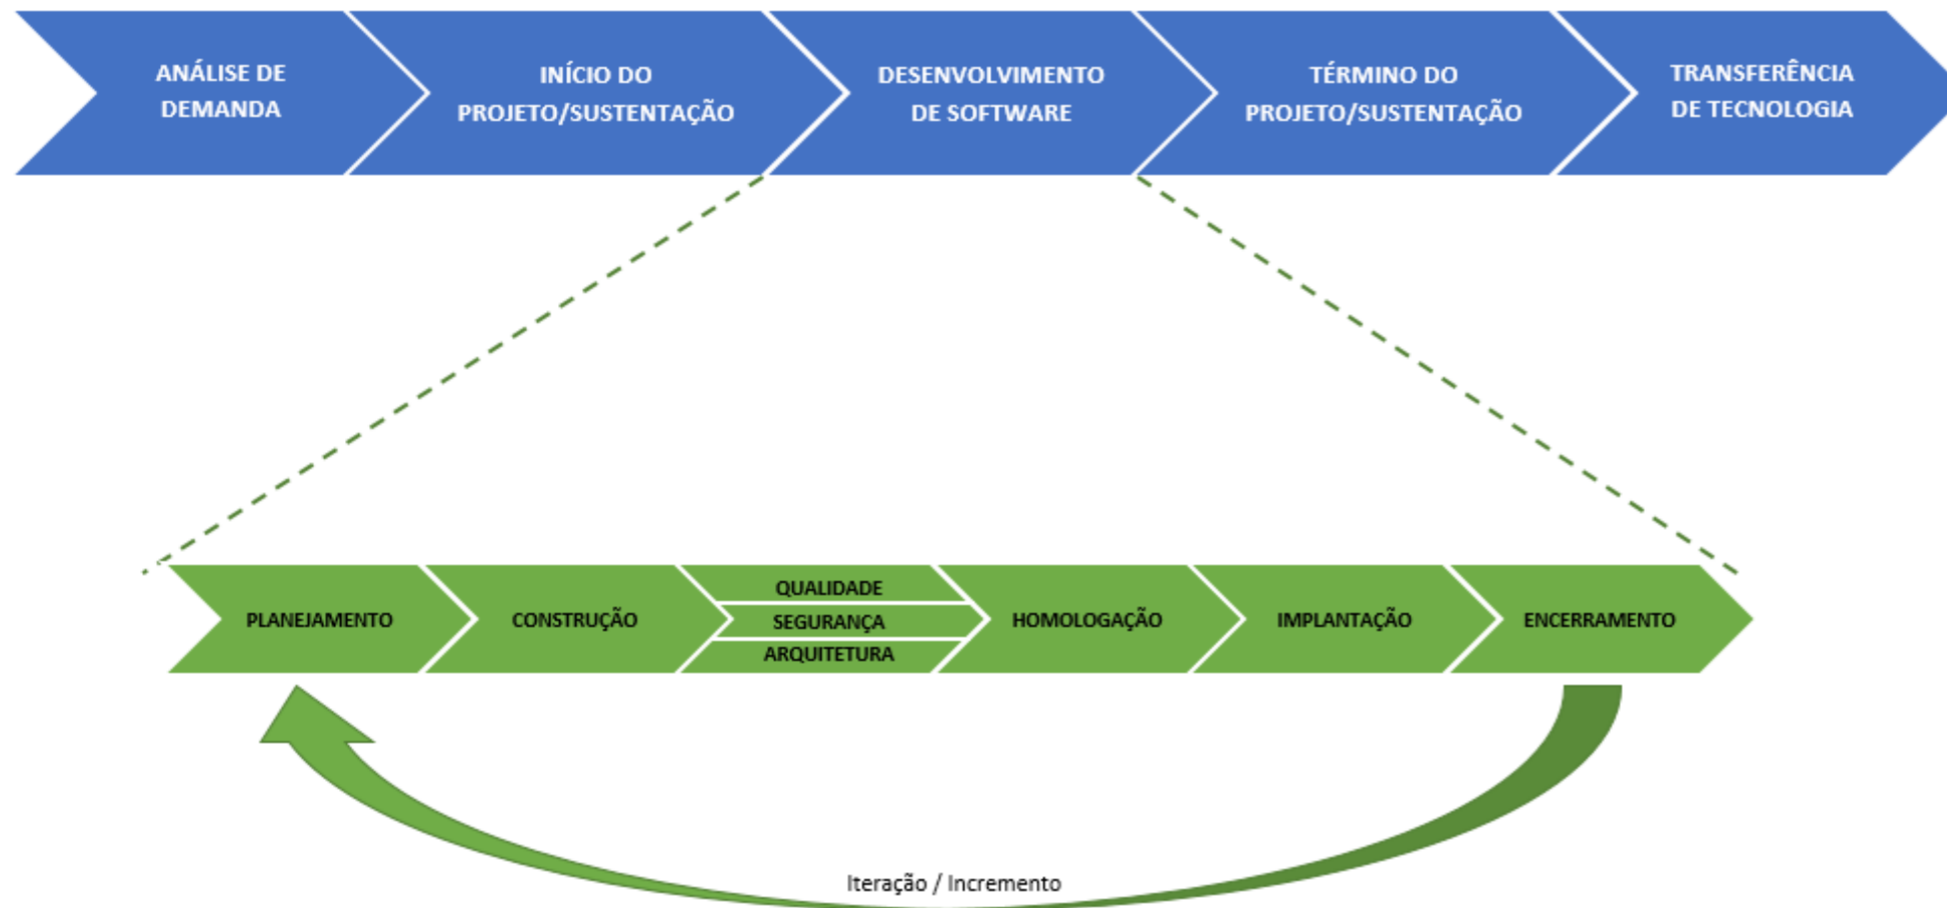 ANÁLISE DE
DEMANDA
INÍCIO DO
PROJETO/SUSTENTAÇÃO
DESENVOLVIMENTO
DE SOFTWARE
TÉRMINO DO
PROJETO/SUSTENTAÇÃO
TRANSFERÊNCIA
DE TECNOLOGIA
PLANEJAMENTO
CONSTRUÇÃO
QUALIDADE
SEGURANÇA
ARQUITETURA
HOMOLOGAÇÃO
IMPLANTAÇÃO
ENCERRAMENTO
Iteração / Incremento